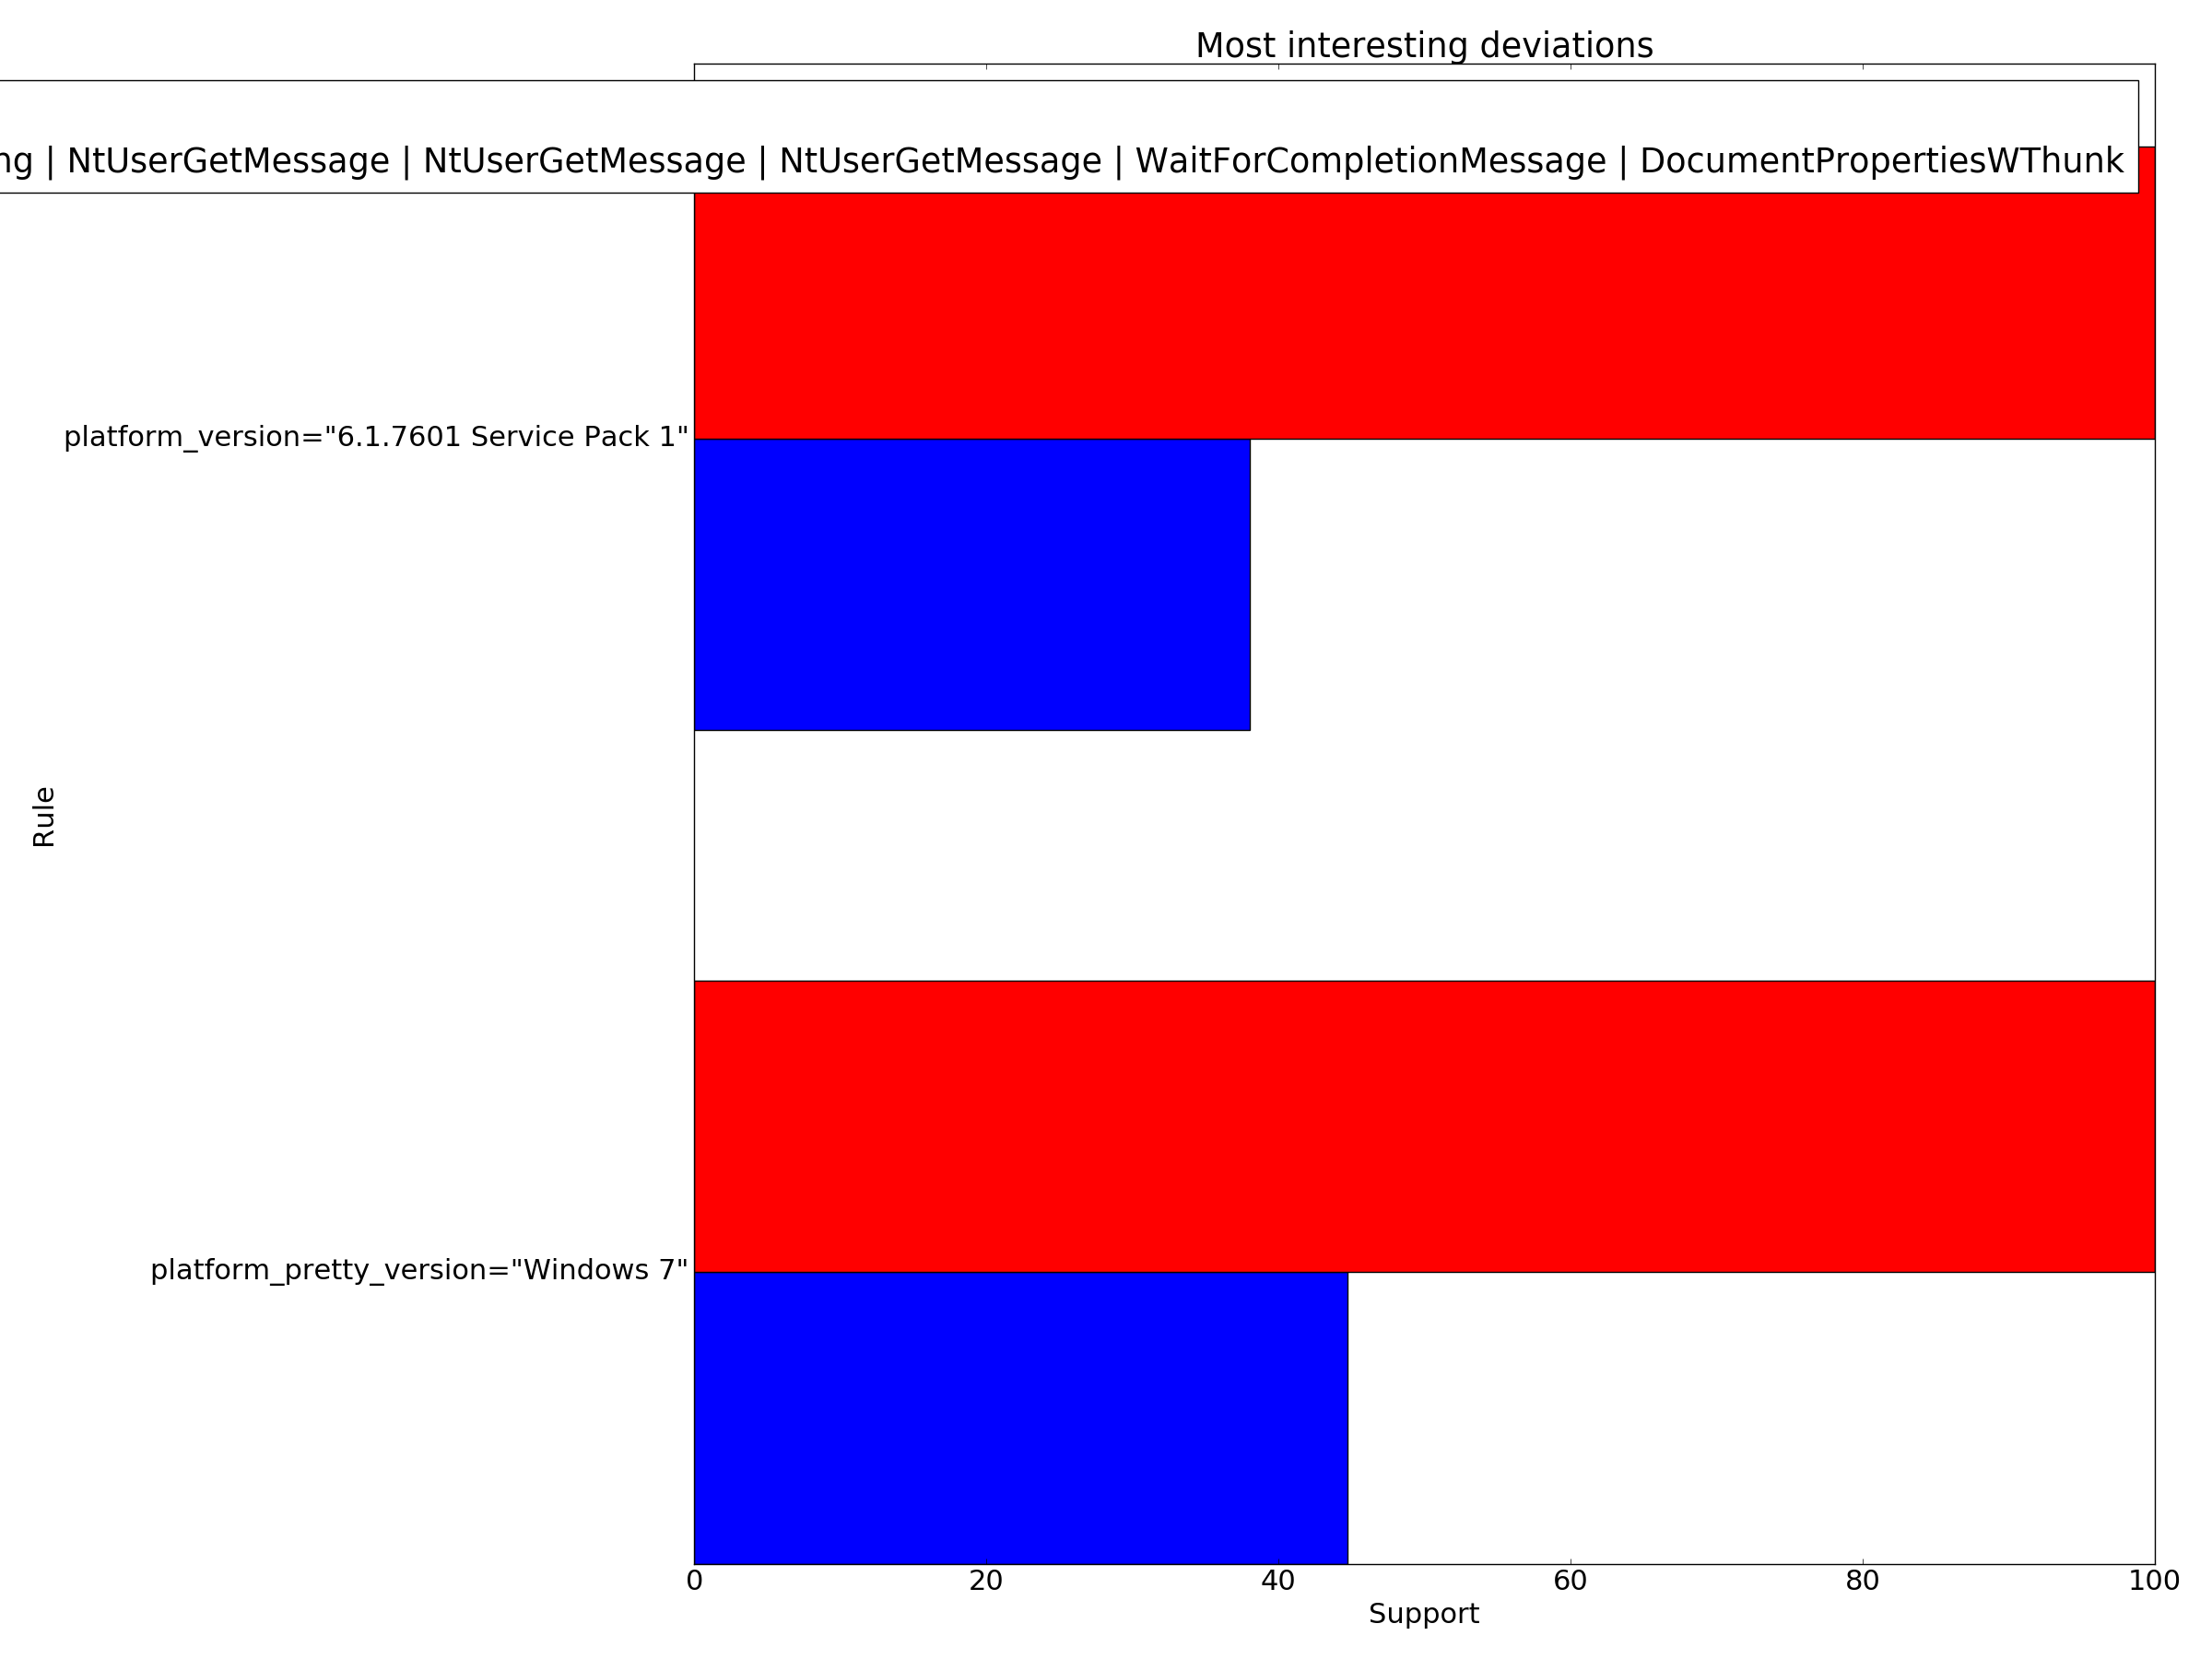 Most interesting deviations
| NtUserGetMessage | NtUserGetMessage | NtUserGetMessage | WaitForCompletionMessage | DocumentPropertiesWThunk
platform_version="6.1.7601 Service Pack 1"
Rule
platform_pretty_version="Windows 7"
0 20 40 60 80 100
Support